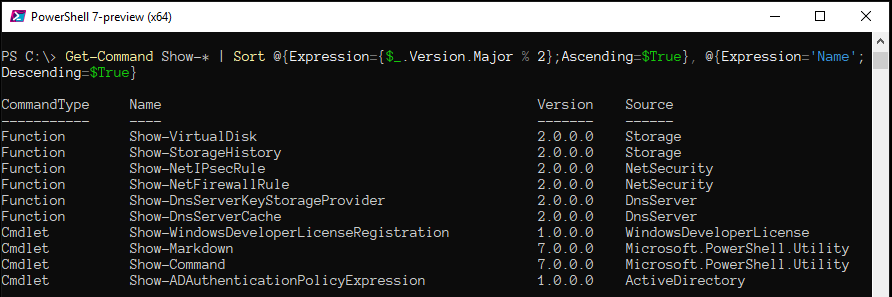 PowerShell 7-preview (x64)
PS C:\> Get-Command Show-* | Sort @{Expression={$_.Version.Major % 2};Ascending=$True}, @{Expression='Name';
Descending=$True}
CommandType Name Version Source
----------- ---- ------- ------
Function Show-VirtualDisk 2.0.0.0 Storage
Function Show-StorageHistory 2.0.0.0 Storage
Function Show-NetIPsecRule 2.0.0.0 NetSecurity
Function Show-NetFirewallRule 2.0.0.0 NetSecurity
Function Show-DnsServerKeyStorageProvider 2.0.0.0 DnsServer
Function Show-DnsServerCache 2.0.0.0 DnsServer
Cmdlet Show-WindowsDeveloperLicenseRegistration 1.0.0.0 WindowsDeveloperLicense
Cmdlet Show-Markdown 7.0.0.0 Microsoft.PowerShell.Utility
Cmdlet Show-Command 7.0.0.0 Microsoft.PowerShell.Utility
Cmdlet Show-ADAuthenticationPolicyExpression 1.0.0.0 ActiveDirectory